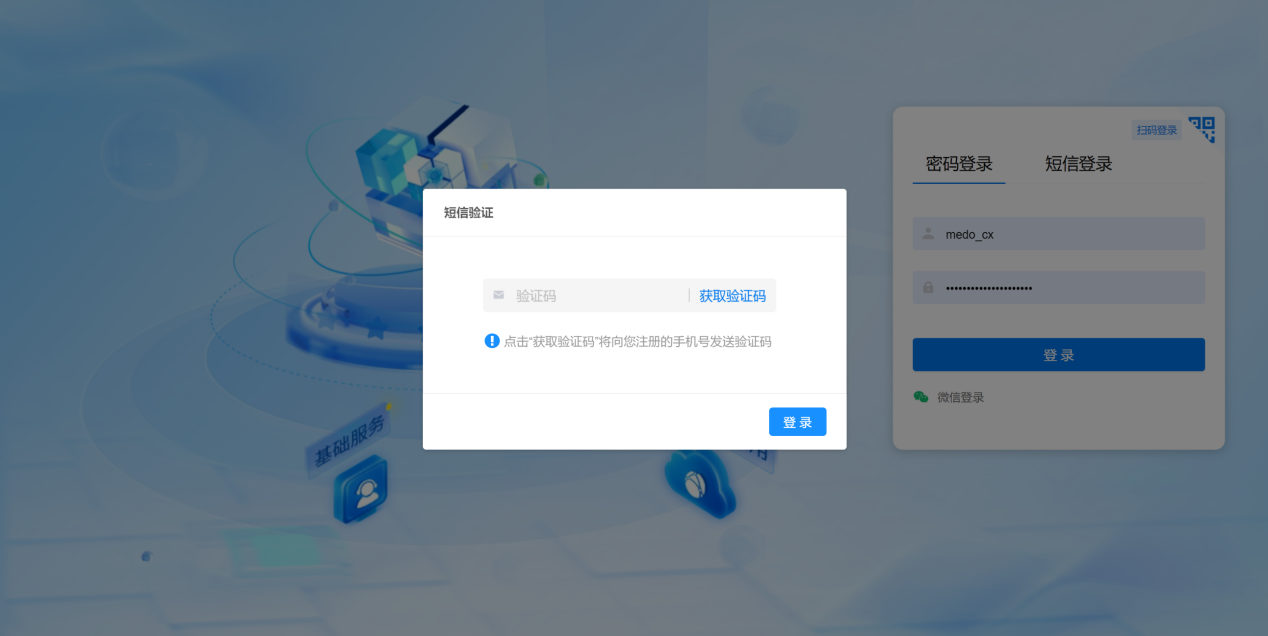 扫码登录
密码登录 短信登录
短信验证
medo_cx
验证码 获取验证码
点击“获取验证码”将向您注册的手机号发送验证码
登 录
微信登录
登 录
基础服务
用